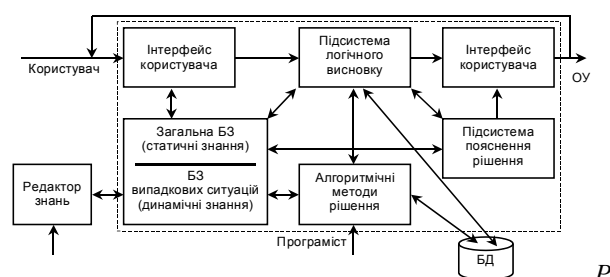 Інтерфейс
користувача
Підсистема
логічного
висновку
Інтерфейс
користувача
Користувач
ОУ
Загальна БЗ
(статичні знання)
БЗ
випадкових ситуацій
(динамічні знання)
Підсистема
пояснення
рішення
Редактор
знань
Алгоритмічні
методи
рішення
Програміст
БД
Р